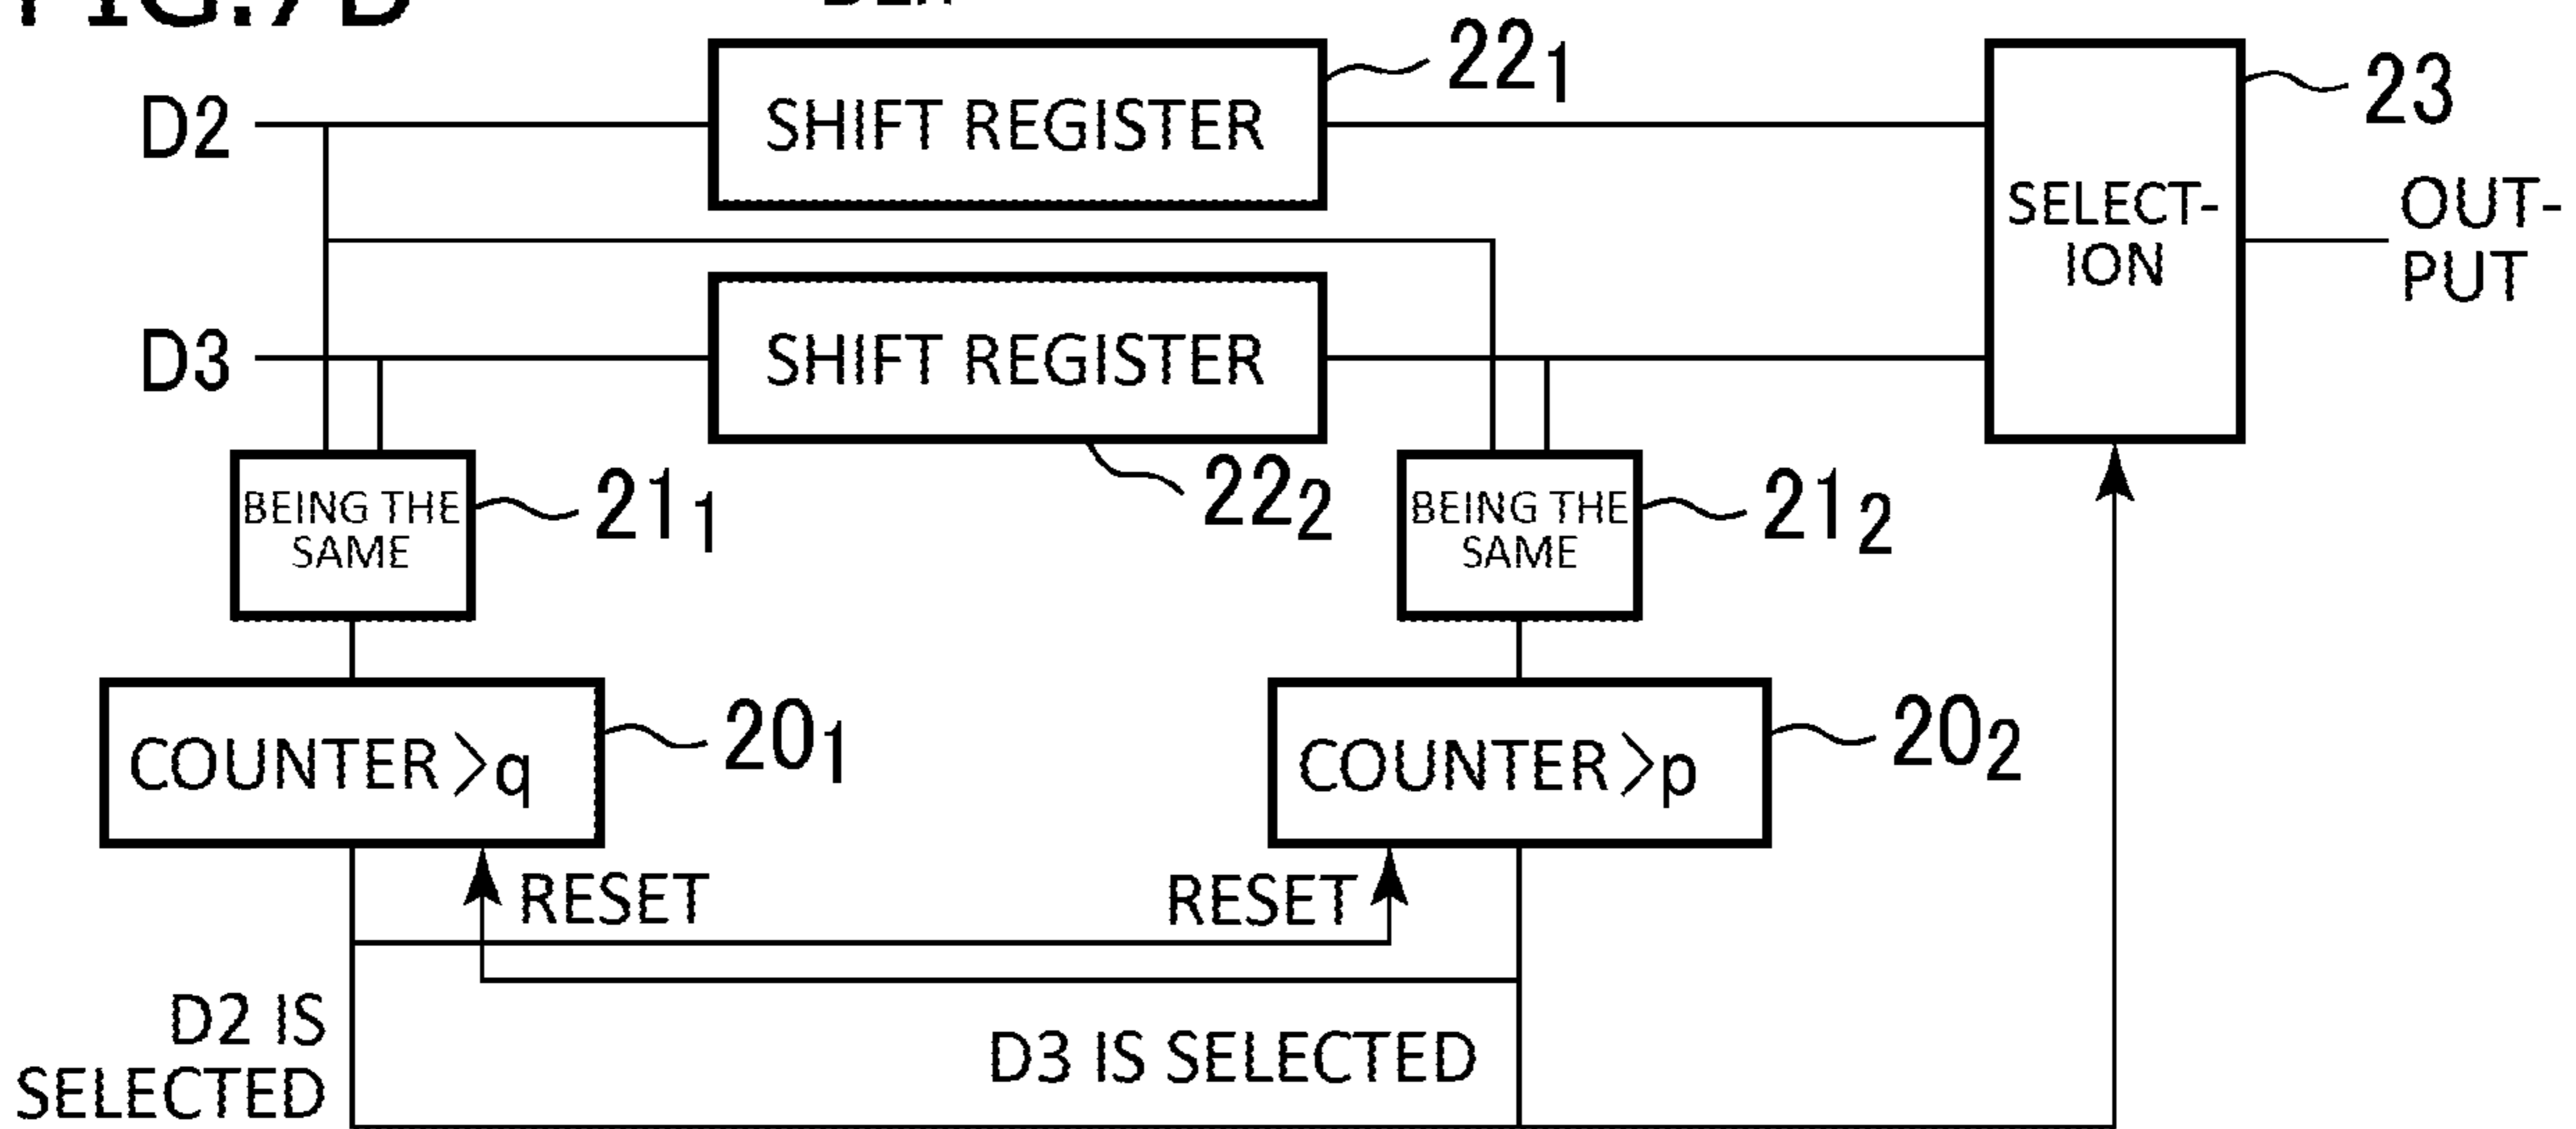 D2
SHIFT REGISTER
22₁
23
SELECT-
ION
OUT-
PUT
D3
SHIFT REGISTER
22₂
BEING THE
SAME
21₁
BEING THE
SAME
21₂
COUNTER>q
20₁
COUNTER>p
20₂
RESET
RESET
D2 IS
SELECTED
D3 IS SELECTED